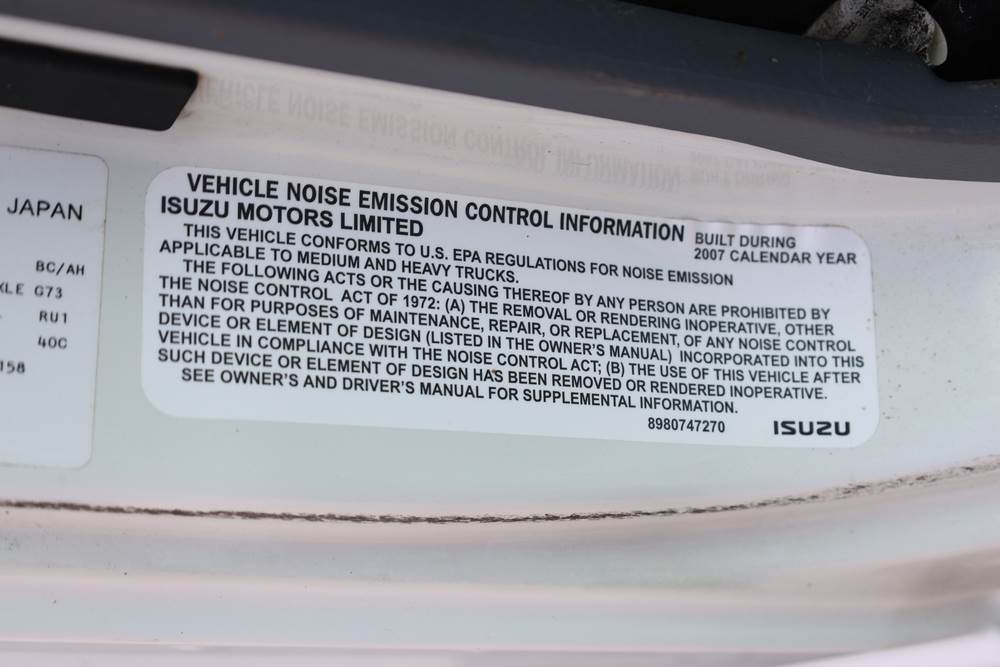 JAPAN
BC/AH
G73
RU1
40C
158
VEHICLE NOISE EMISSION CONTROL INFORMATION
ISUZU MOTORS LIMITED
BUILT DURING
2007 CALENDAR YEAR
THIS VEHICLE CONFORMS TO U.S. EPA REGULATIONS FOR NOISE EMISSION
APPLICABLE TO MEDIUM AND HEAVY TRUCKS.
THE FOLLOWING ACTS OR THE CAUSING THEREOF BY ANY PERSON ARE PROHIBITED BY
THE NOISE CONTROL ACT OF 1972: (A) THE REMOVAL OR RENDERING INOPERATIVE, OTHER
THAN FOR PURPOSES OF MAINTENANCE, REPAIR, OR REPLACEMENT, OF ANY NOISE CONTROL
DEVICE OR ELEMENT OF DESIGN (LISTED IN THE OWNER'S MANUAL) INCORPORATED INTO THIS
VEHICLE IN COMPLIANCE WITH THE NOISE CONTROL ACT; (B) THE USE OF THIS VEHICLE AFTER
SUCH DEVICE OR ELEMENT OF DESIGN HAS BEEN REMOVED OR RENDERED INOPERATIVE.
SEE OWNER'S AND DRIVER'S MANUAL FOR SUPPLEMENTAL INFORMATION.
8980747270
ISUZU